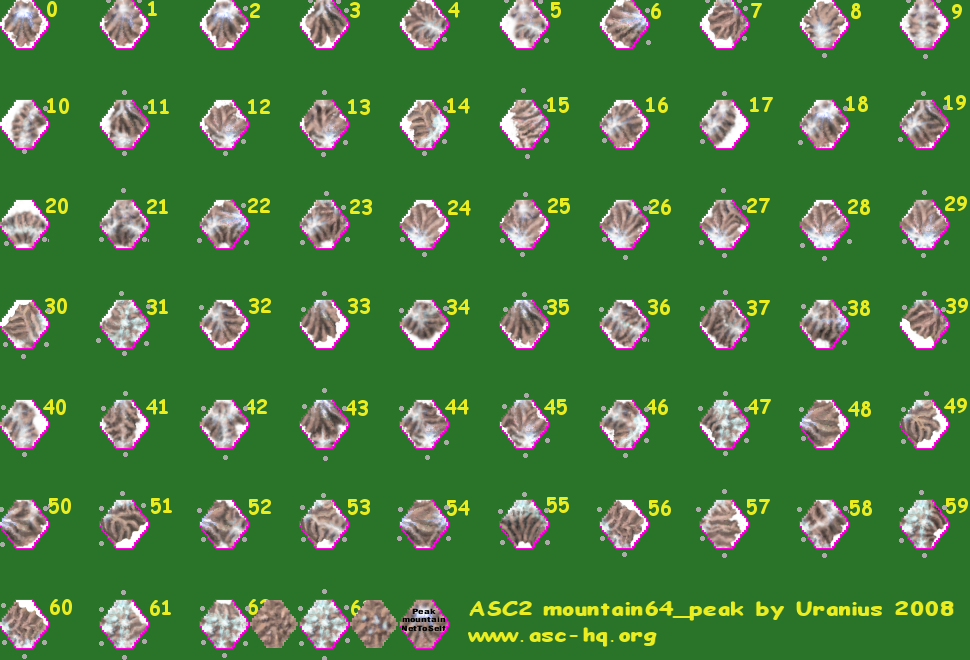 0 1 2 3 4 5 6 7 8 9
10 11 12 13 14 15 16 17 18 19
20 21 22 23 24 25 26 27 28 29
30 31 32 33 34 35 36 37 38 39
40 41 42 43 44 45 46 47 48 49
50 51 52 53 54 55 56 57 58 59
60 61
Peak
mountain
NetToSelf
ASC2 mountain64_peak by Uranius 2008
www.asc-hq.org